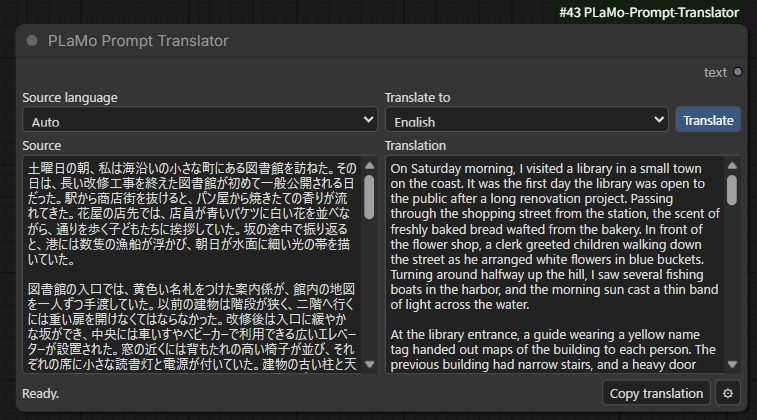 #43 PLaMo-Prompt-Translator
PLaMo Prompt Translator
text
Source language
Translate to
Auto
English
Translate
Source
Translation
土曜日の朝、私は海沿いの小さな町にある図書館を訪ねた。その
日は、長い改修工事を終えた図書館が初めて一般公開される日
だった。駅から商店街を抜けると、パン屋から焼きたての香りが流
れてきた。花屋の店先では、店員が青いバケツに白い花を並べな
がら、通りを歩く子どもたちに挨拶していた。坂の途中で振り返る
と、港には数隻の漁船が浮かび、朝日が水面に細い光の帯を描
いていた。
図書館の入口では、黄色い名札をつけた案内係が、館内の地図
を一人ずつ手渡していた。以前の建物は階段が狭く、二階へ行く
には重い扉を開けなくてはならなかった。改修後は入口に緩やか
な坂ができ、中央には車いすやベビーカーで利用できる広いエレベ
ーターが設置された。窓の近くには背もたれの高い椅子が並び、それ
ぞれの席に小さな読書灯と電源が付いていた。建物の古い柱と天
On Saturday morning, I visited a library in a small town
on the coast. It was the first day the library was open to
the public after a long renovation project. Passing
through the shopping street from the station, the scent of
freshly baked bread wafted from the bakery. In front of
the flower shop, a clerk greeted children walking down
the street as he arranged white flowers in blue buckets.
Turning around halfway up the hill, I saw several fishing
boats in the harbor, and the morning sun cast a thin band
of light across the water.
At the library entrance, a guide wearing a yellow name
tag handed out maps of the building to each person. The
previous building had narrow stairs, and a heavy door
Ready.
Copy translation